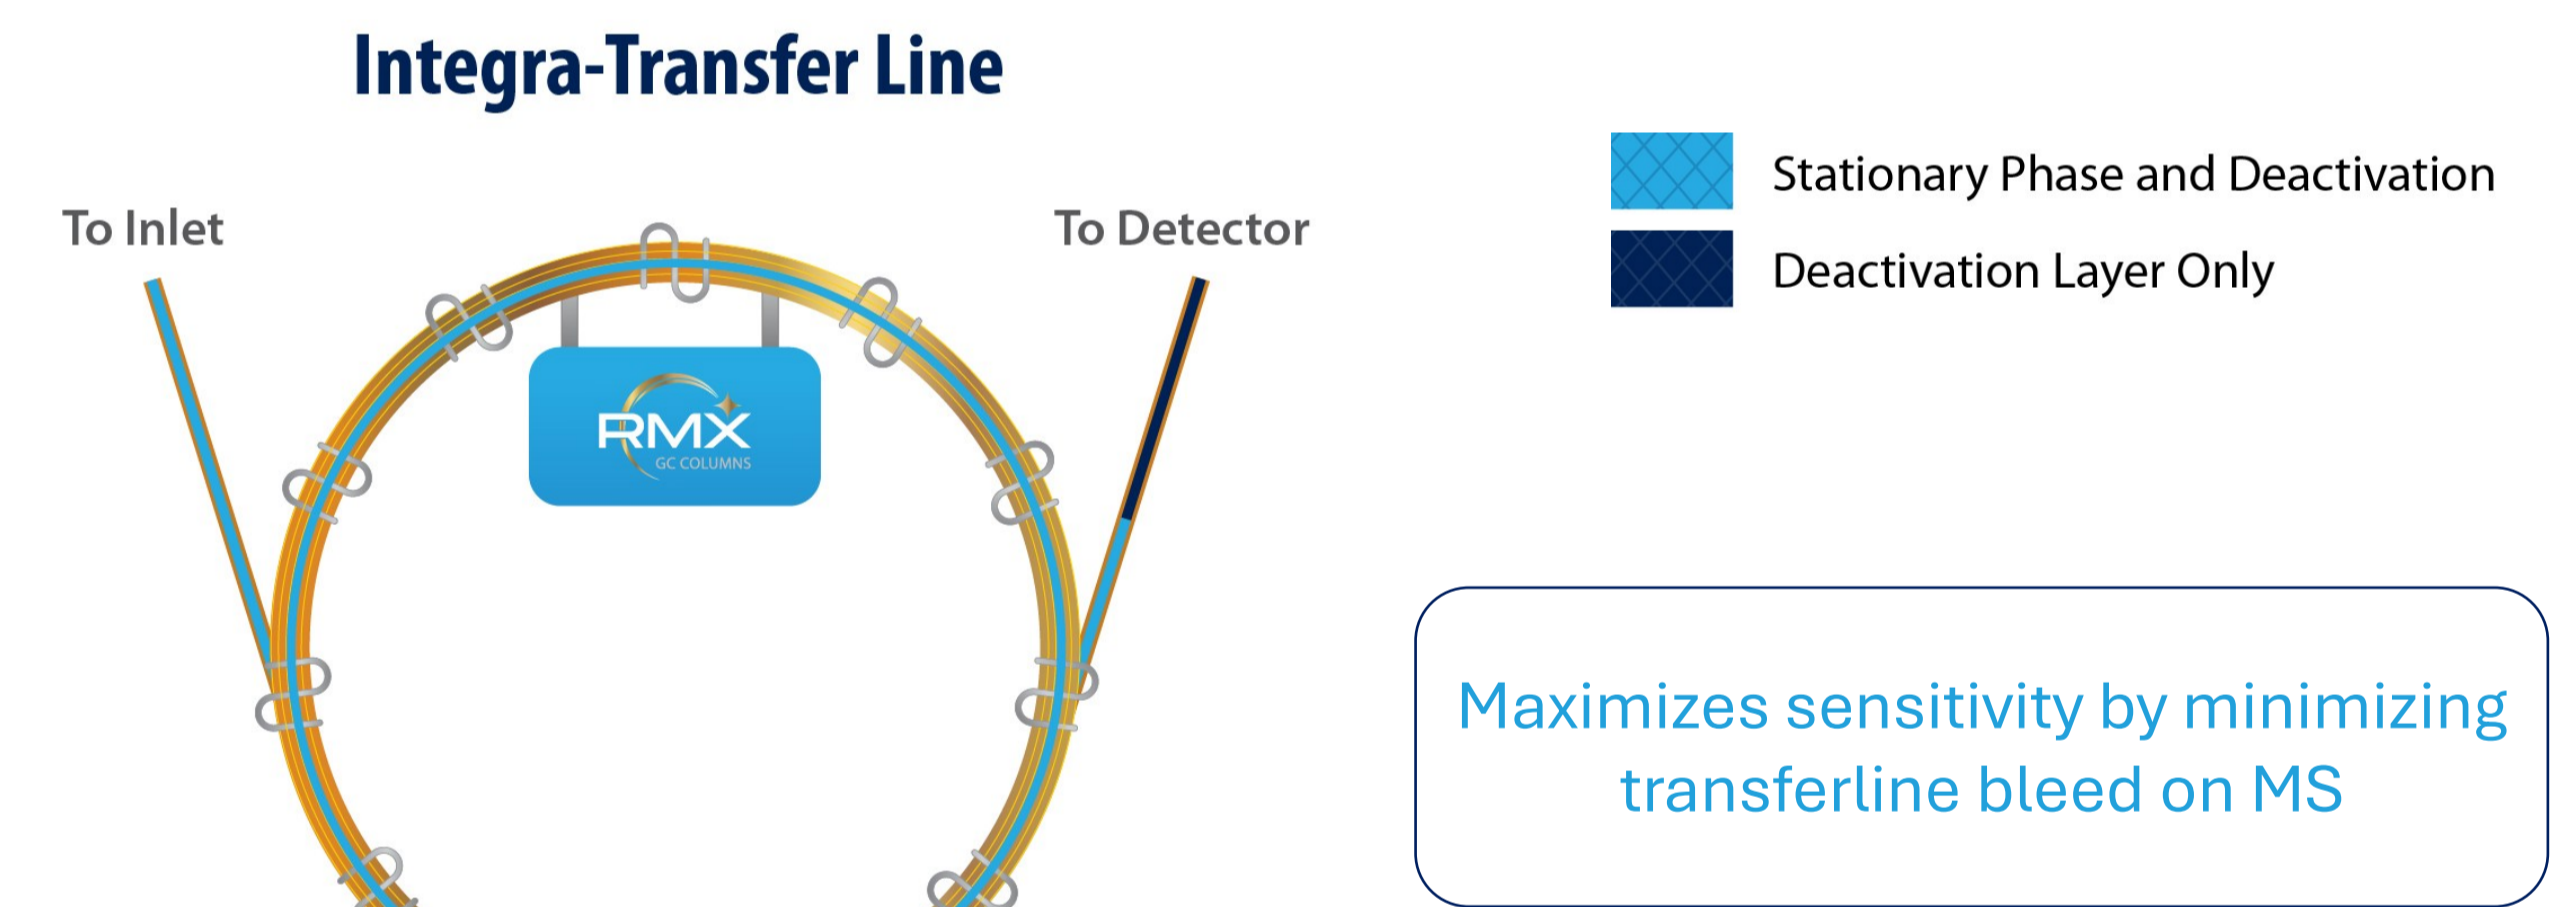 Integra-Transfer Line
To Inlet
To Detector
Stationary Phase and Deactivation
Deactivation Layer Only
RMX
GC COLUMNS
Maximizes sensitivity by minimizing
transferline bleed on MS